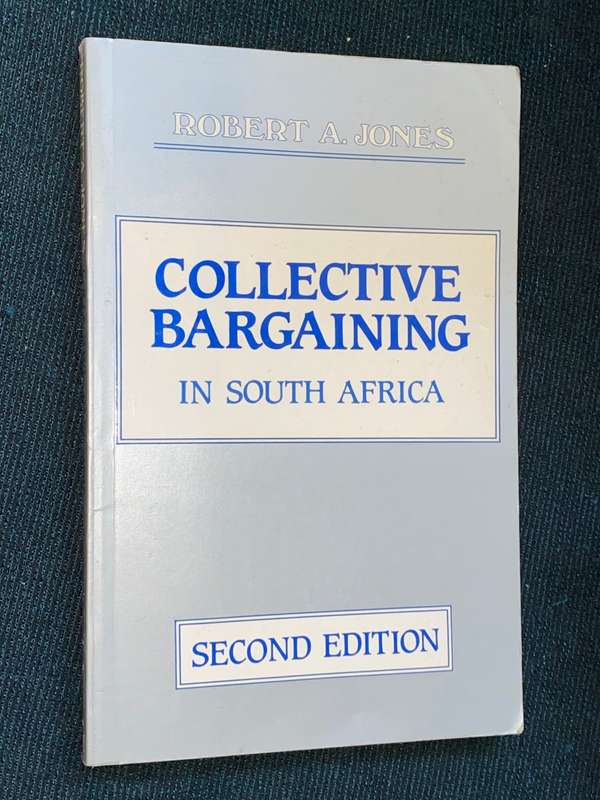 ROBERT A. JONES
COLLECTIVE
BARGAINING
IN SOUTH AFRICA
SECOND EDITION